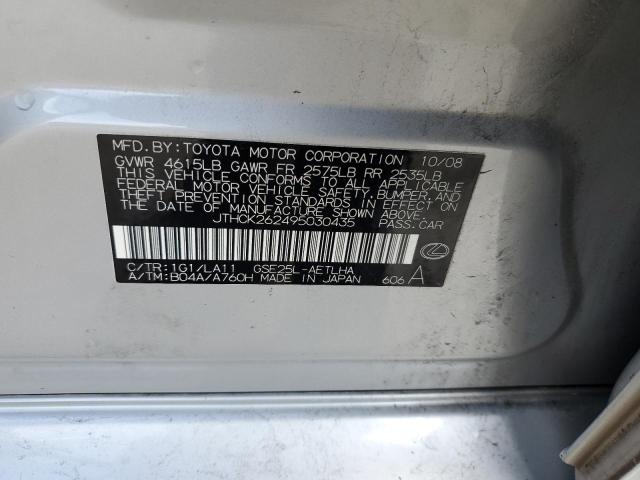 MFD. BY: TOYOTA MOTOR CORPORATION 10/08
GVWR 4615LB GAWR FR 2575LB RR 2535LB
THIS VEHICLE CONFORMS TO ALL APPLICABLE
FEDERAL MOTOR VEHICLE SAFETY, BUMPER, AND
THEFT PREVENTION STANDARDS IN EFFECT ON
THE DATE OF MANUFACTURE SHOWN ABOVE.
JTHCK262495030435 PASS. CAR
C/TR: 1G1/LA11 GSE25L-AETLHA
A/TM: B04A/A760H MADE IN JAPAN 606 A